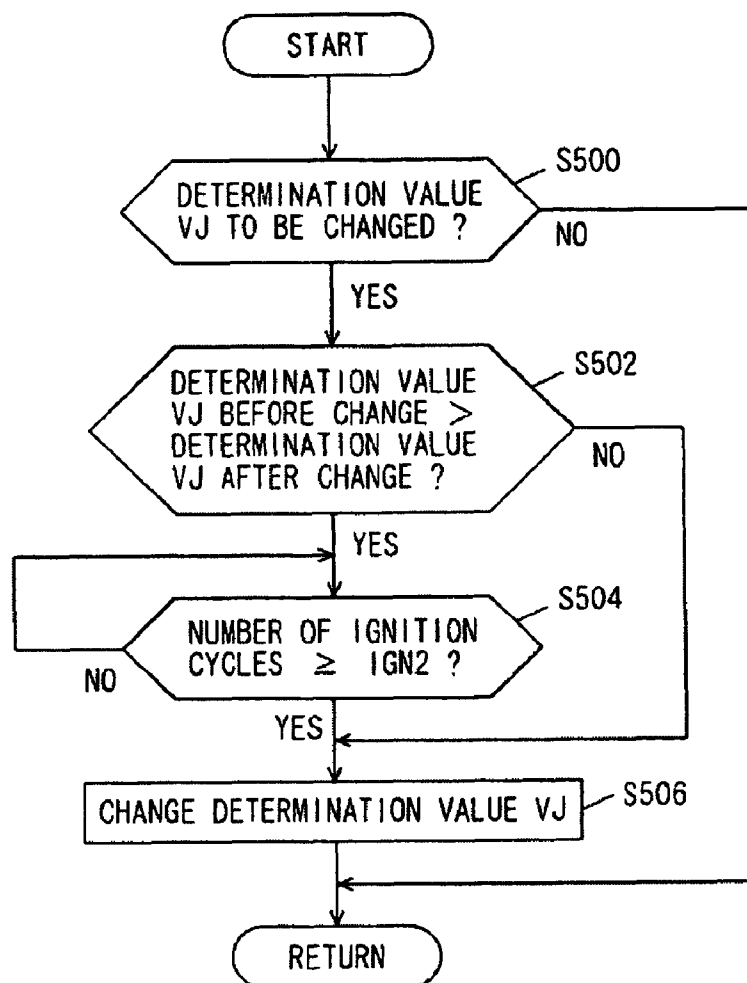 START
S500
DETERMINATION VALUE
VJ TO BE CHANGED ?
NO
YES
S502
DETERMINATION VALUE
VJ BEFORE CHANGE >
DETERMINATION VALUE
VJ AFTER CHANGE ?
NO
YES
S504
NUMBER OF IGNITION
CYCLES ≥ IGN2 ?
NO
YES
CHANGE DETERMINATION VALUE VJ
S506
RETURN